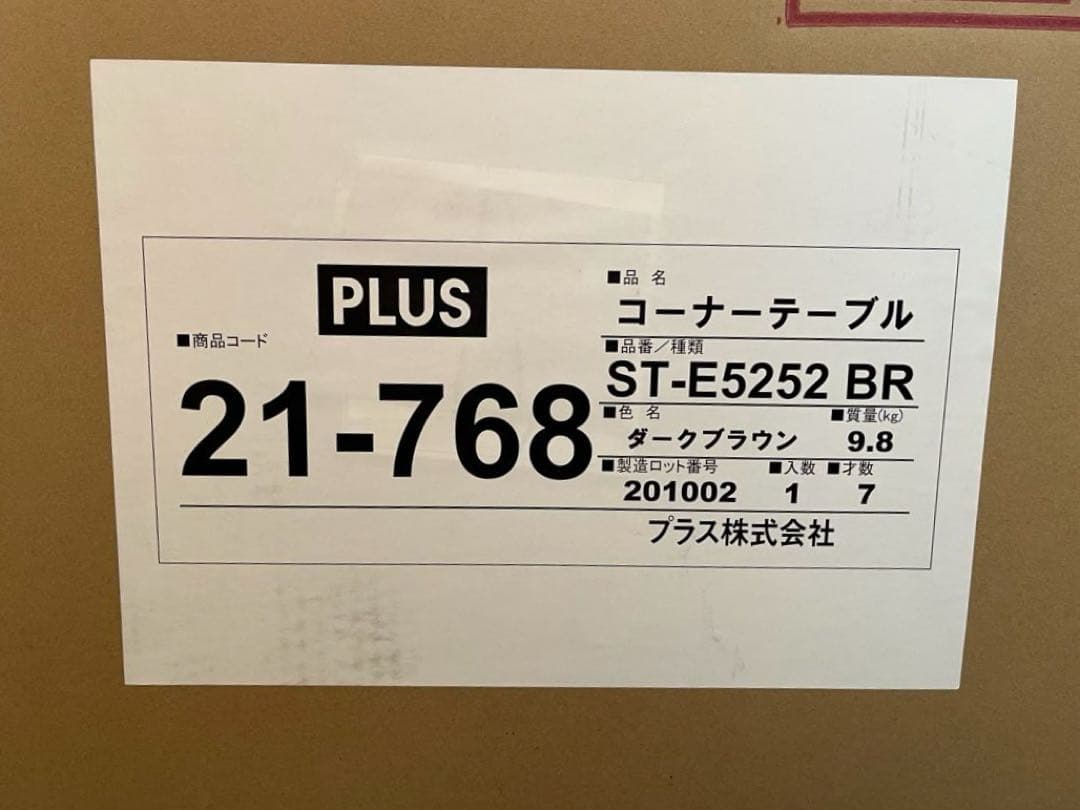 PLUS
■商品コード
21-768
■品 名
コーナーテーブル
■品番/種類
ST-E5252 BR
■色 名 ■質量(kg)
ダークブラウン 9.8
■製造ロット番号 ■入数 ■才数
201002 1 7
プラス株式会社